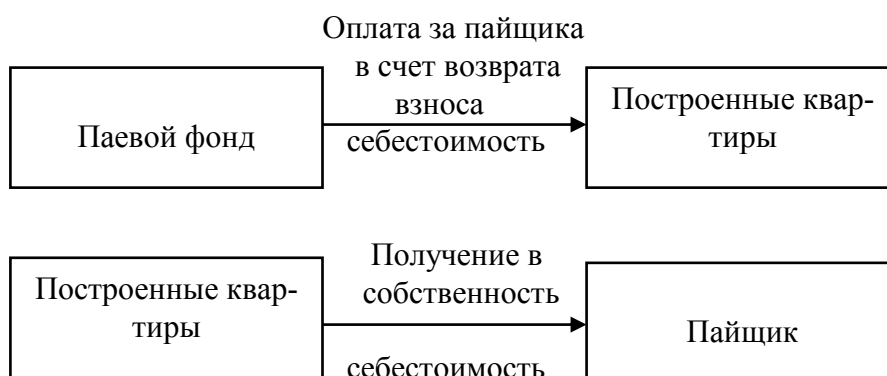 Оплата за пайщика
в счет возврата
взноса
себестоимость
Паевой фонд
Построенные квар-
тиры
Получение в
собственность
себестоимость
Построенные квар-
тиры
Пайщик